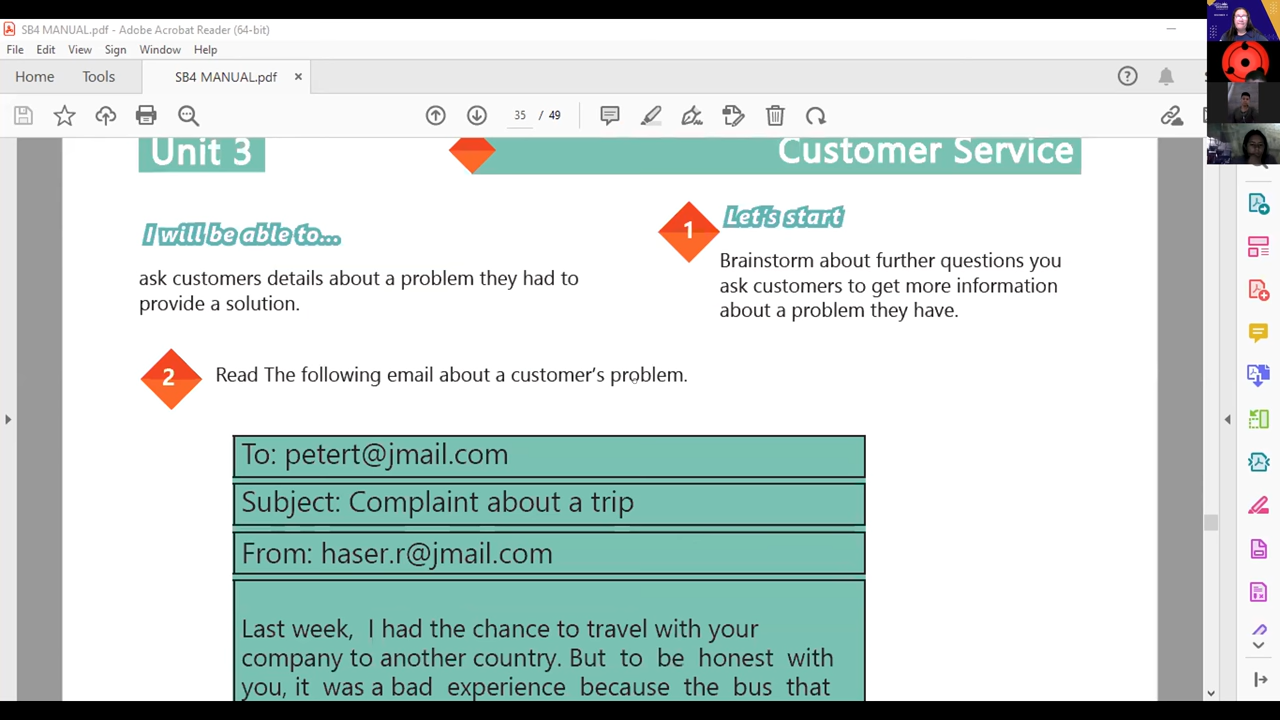 SB4 MANUAL.pdf - Adobe Acrobat Reader (64-bit)
File Edit View Sign Window Help
Home Tools SB4 MANUAL.pdf ×
35 / 49
Unit 3
Customer Service
I will be able to...
ask customers details about a problem they had to
provide a solution.
1
Let's start
Brainstorm about further questions you
ask customers to get more information
about a problem they have.
2
Read The following email about a customer's problem.
To: petert@jmail.com
Subject: Complaint about a trip
From: haser.r@jmail.com
Last week, I had the chance to travel with your
company to another country. But to be honest with
you, it was a bad experience because the bus that